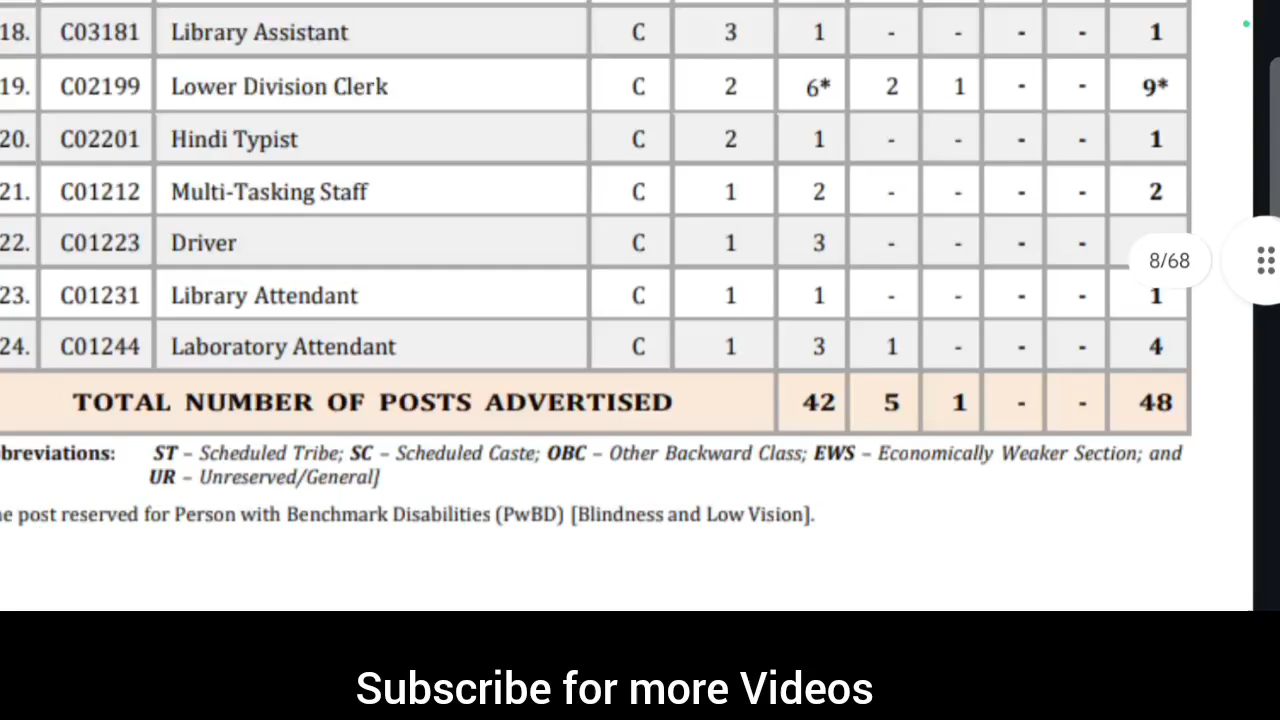 18. C03181 Library Assistant C 3 1 - - - - 1
19. C02199 Lower Division Clerk C 2 6* 2 1 - - 9*
20. C02201 Hindi Typist C 2 1 - - - - 1
21. C01212 Multi-Tasking Staff C 1 2 - - - - 2
22. C01223 Driver C 1 3 - - - -
8/68
23. C01231 Library Attendant C 1 1 - - - - 1
24. C01244 Laboratory Attendant C 1 3 1 - - - 4
TOTAL NUMBER OF POSTS ADVERTISED 42 5 1 - - 48
breviations: ST – Scheduled Tribe; SC – Scheduled Caste; OBC – Other Backward Class; EWS – Economically Weaker Section; and
UR – Unreserved/General]
e post reserved for Person with Benchmark Disabilities (PwBD) [Blindness and Low Vision].
Subscribe for more Videos